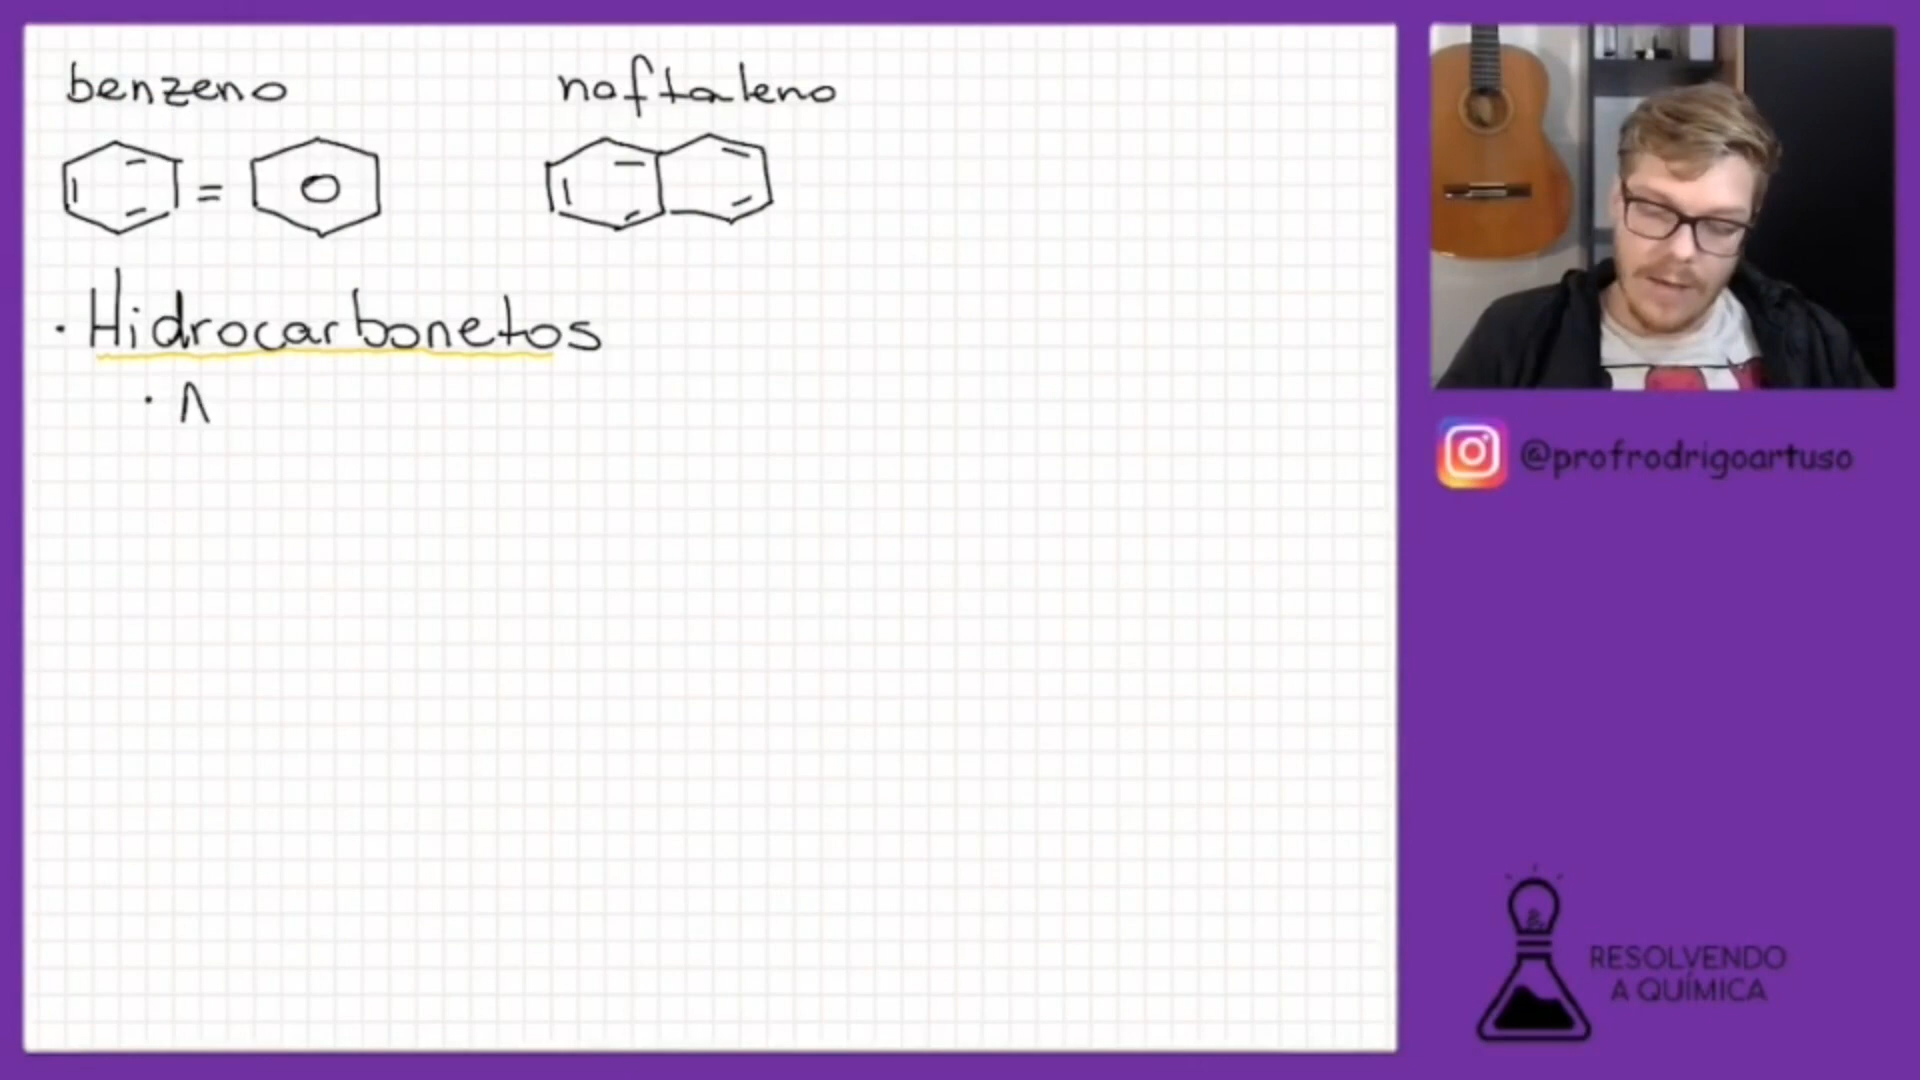 benzeno naftaleno
=
• Hidrocarbonetos
•
@profrodrigoartuso
RESOLVENDO
A QUÍMICA